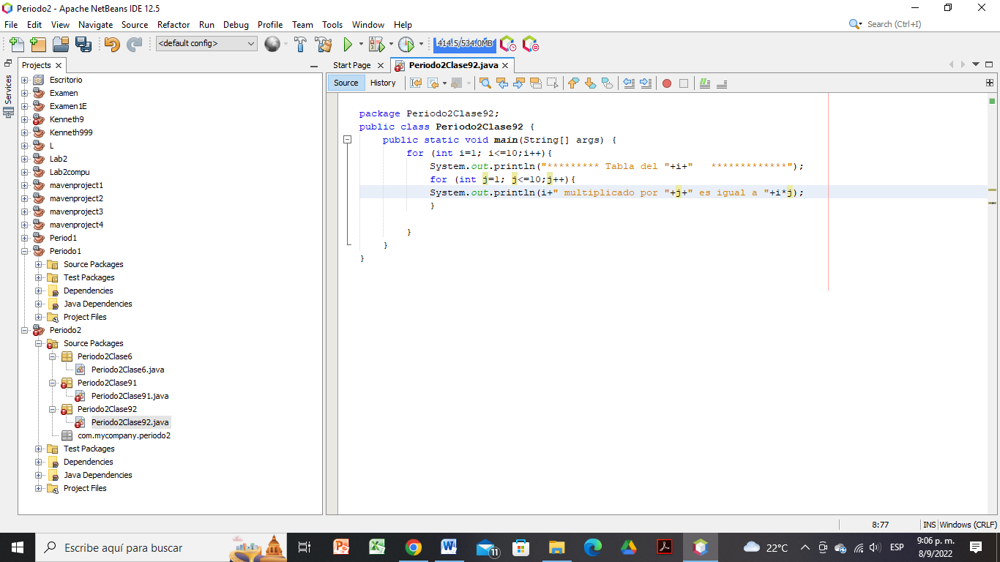 Periodo2 - Apache NetBeans IDE 12.5
File Edit View Navigate Source Refactor Run Debug Profile Team Tools Window Help
Search (Ctrl+I)
<default config>
414.5/534.0MB
Services
Projects
Escritorio
Examen
Examen1E
Kenneth9
Kenneth999
L
Lab2
Lab2compu
mavenproject1
mavenproject2
mavenproject3
mavenproject4
Period1
Periodo1
Source Packages
Test Packages
Dependencies
Java Dependencies
Project Files
Periodo2
Source Packages
Periodo2Clase6
Periodo2Clase6.java
Periodo2Clase91
Periodo2Clase91.java
Periodo2Clase92
Periodo2Clase92.java
com.mycompany.periodo2
Test Packages
Dependencies
Java Dependencies
Project Files
Start Page Periodo2Clase92.java
Source History
package Periodo2Clase92;
public class Periodo2Clase92 {
public static void main(String[] args) {
for (int i=1; i<=10;i++){
System.out.println("********* Tabla del "+i+"   *************");
for (int j=1; j<=10;j++){
System.out.println(i+" multiplicado por "+j+" es igual a "+i*j);
}
}
}
}
8:77 INS Windows (CRLF)
Escribe aquí para buscar
11
22°C
ESP
9:06 p. m.
8/9/2022